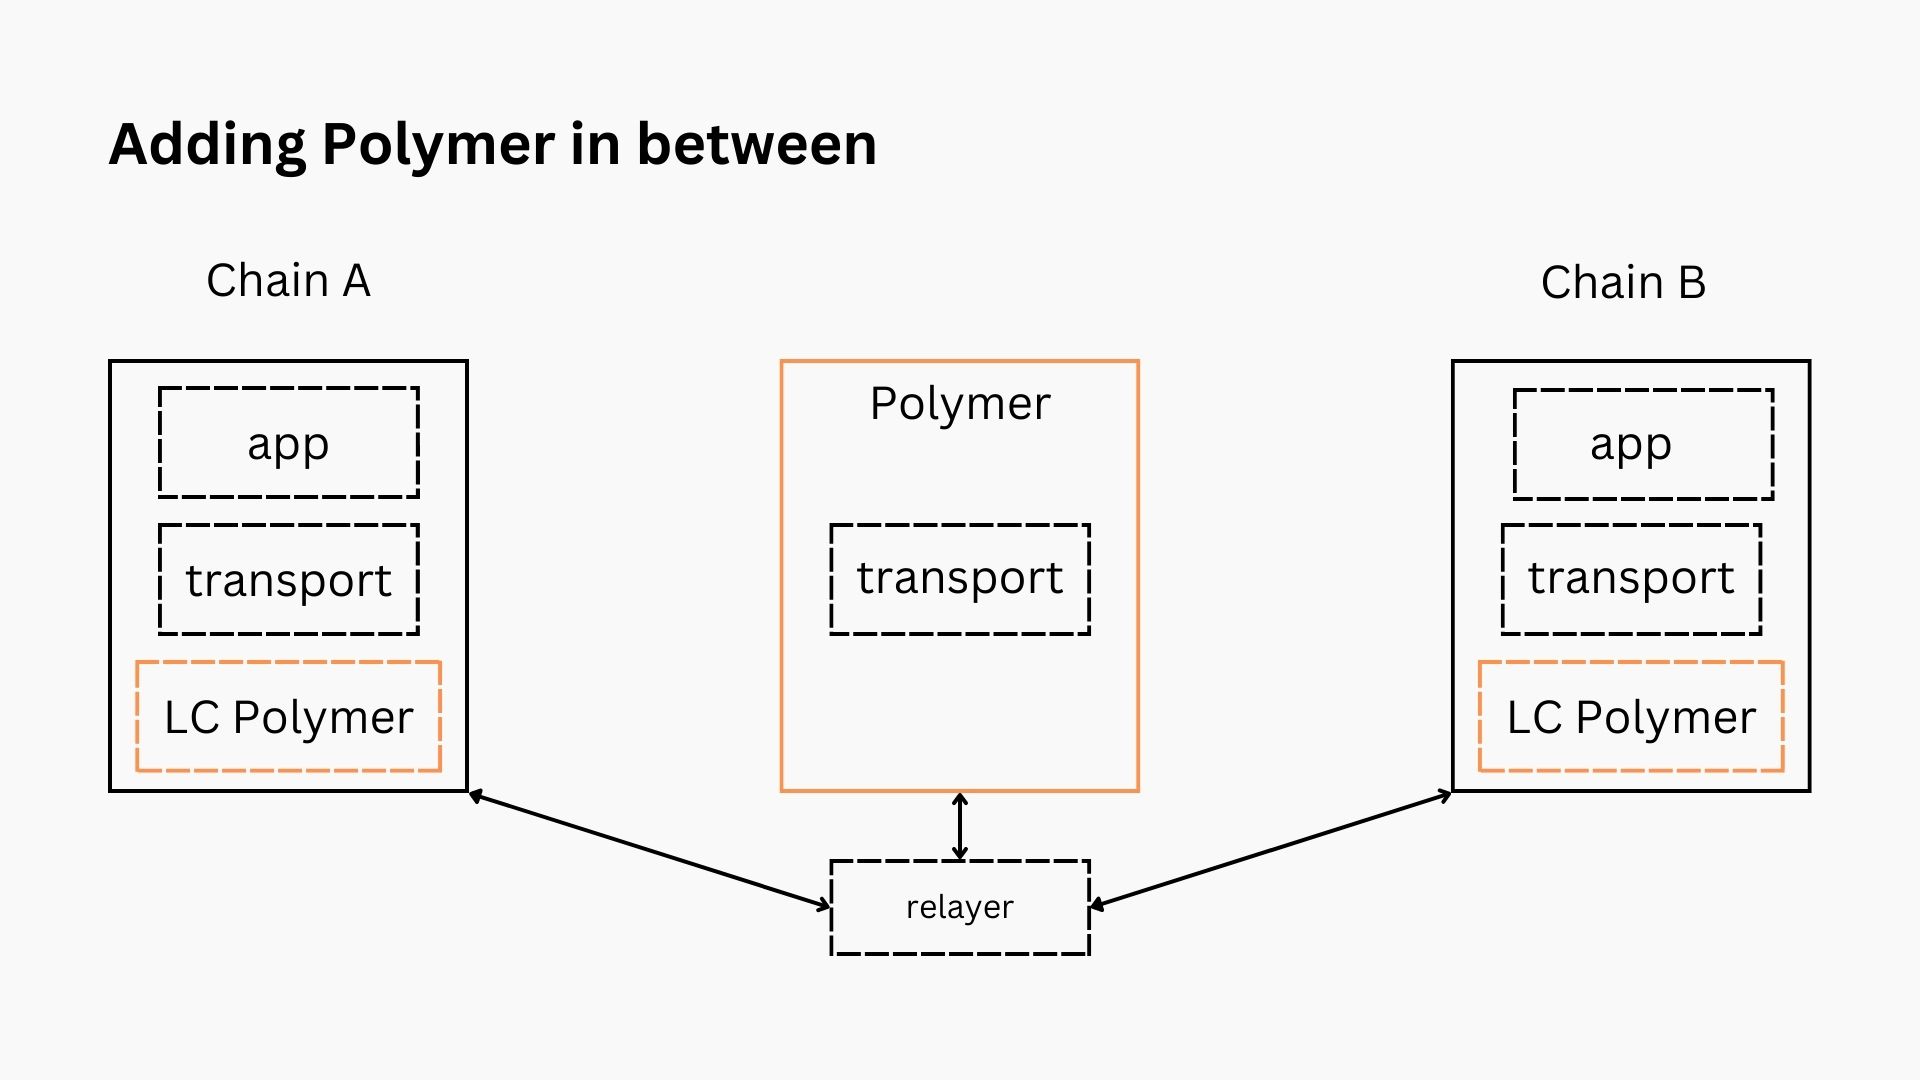 Adding Polymer in between
Chain A
Chain B
app
transport
LC Polymer
Polymer
transport
app
transport
LC Polymer
relayer